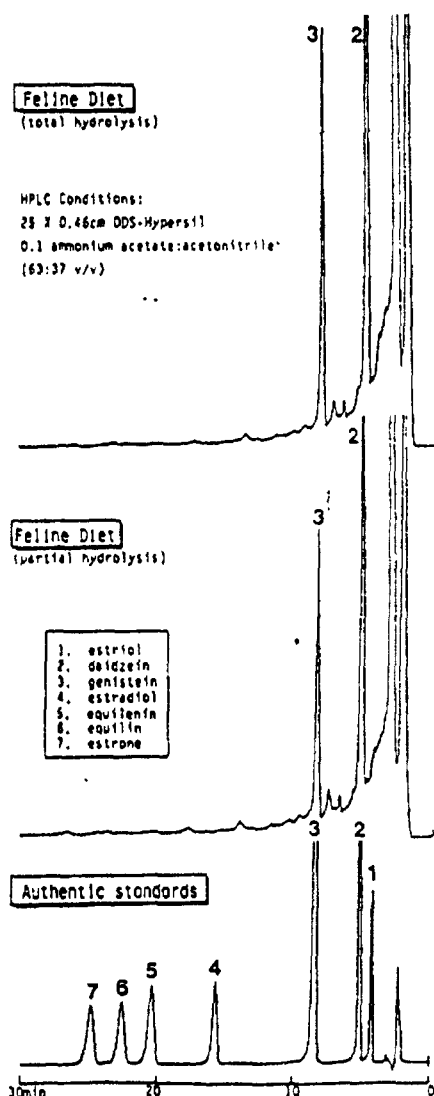 3 2
Feline Diet
(total hydrolysis)
HPLC Conditions:
25 X 0.46cm ODS-Hypersil
0.1 ammonium acetate:acetonitrile
(63:37 v/v)
2
3
Feline Diet
(partial hydrolysis)
1. estriol
2. daidzein
3. genistein
4. estradiol
5. equilenin
6. equilin
7. estrone
3 2 1
Authentic standards
7 6 5 4
30min 20 10 0